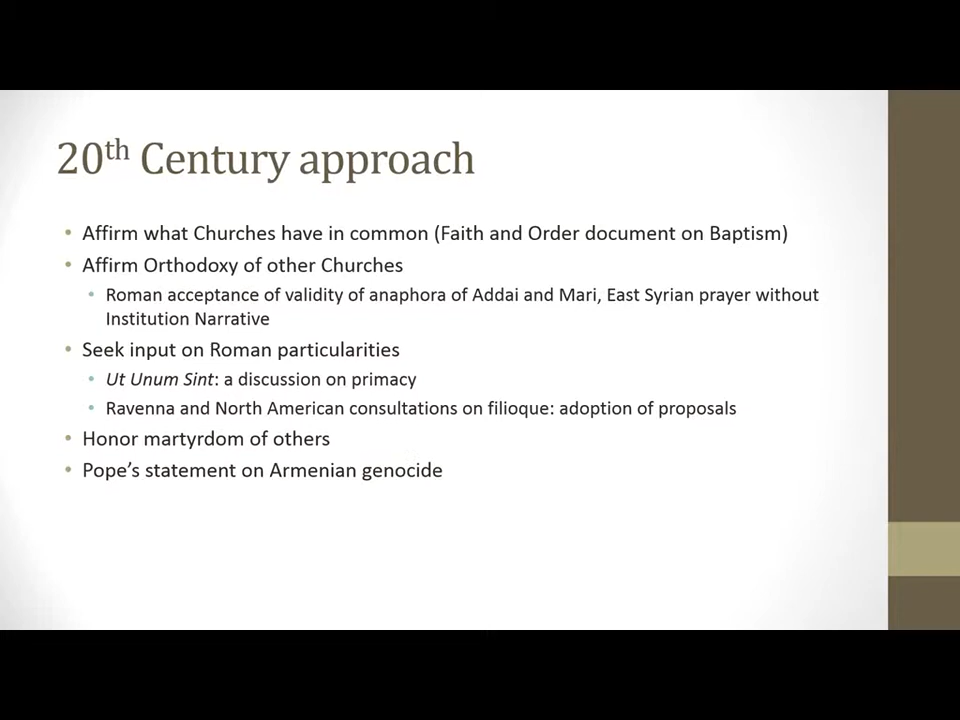 20th Century approach
• Affirm what Churches have in common (Faith and Order document on Baptism)
• Affirm Orthodoxy of other Churches
• Roman acceptance of validity of anaphora of Addai and Mari, East Syrian prayer without
Institution Narrative
• Seek input on Roman particularities
• Ut Unum Sint: a discussion on primacy
• Ravenna and North American consultations on filioque: adoption of proposals
• Honor martyrdom of others
• Pope’s statement on Armenian genocide